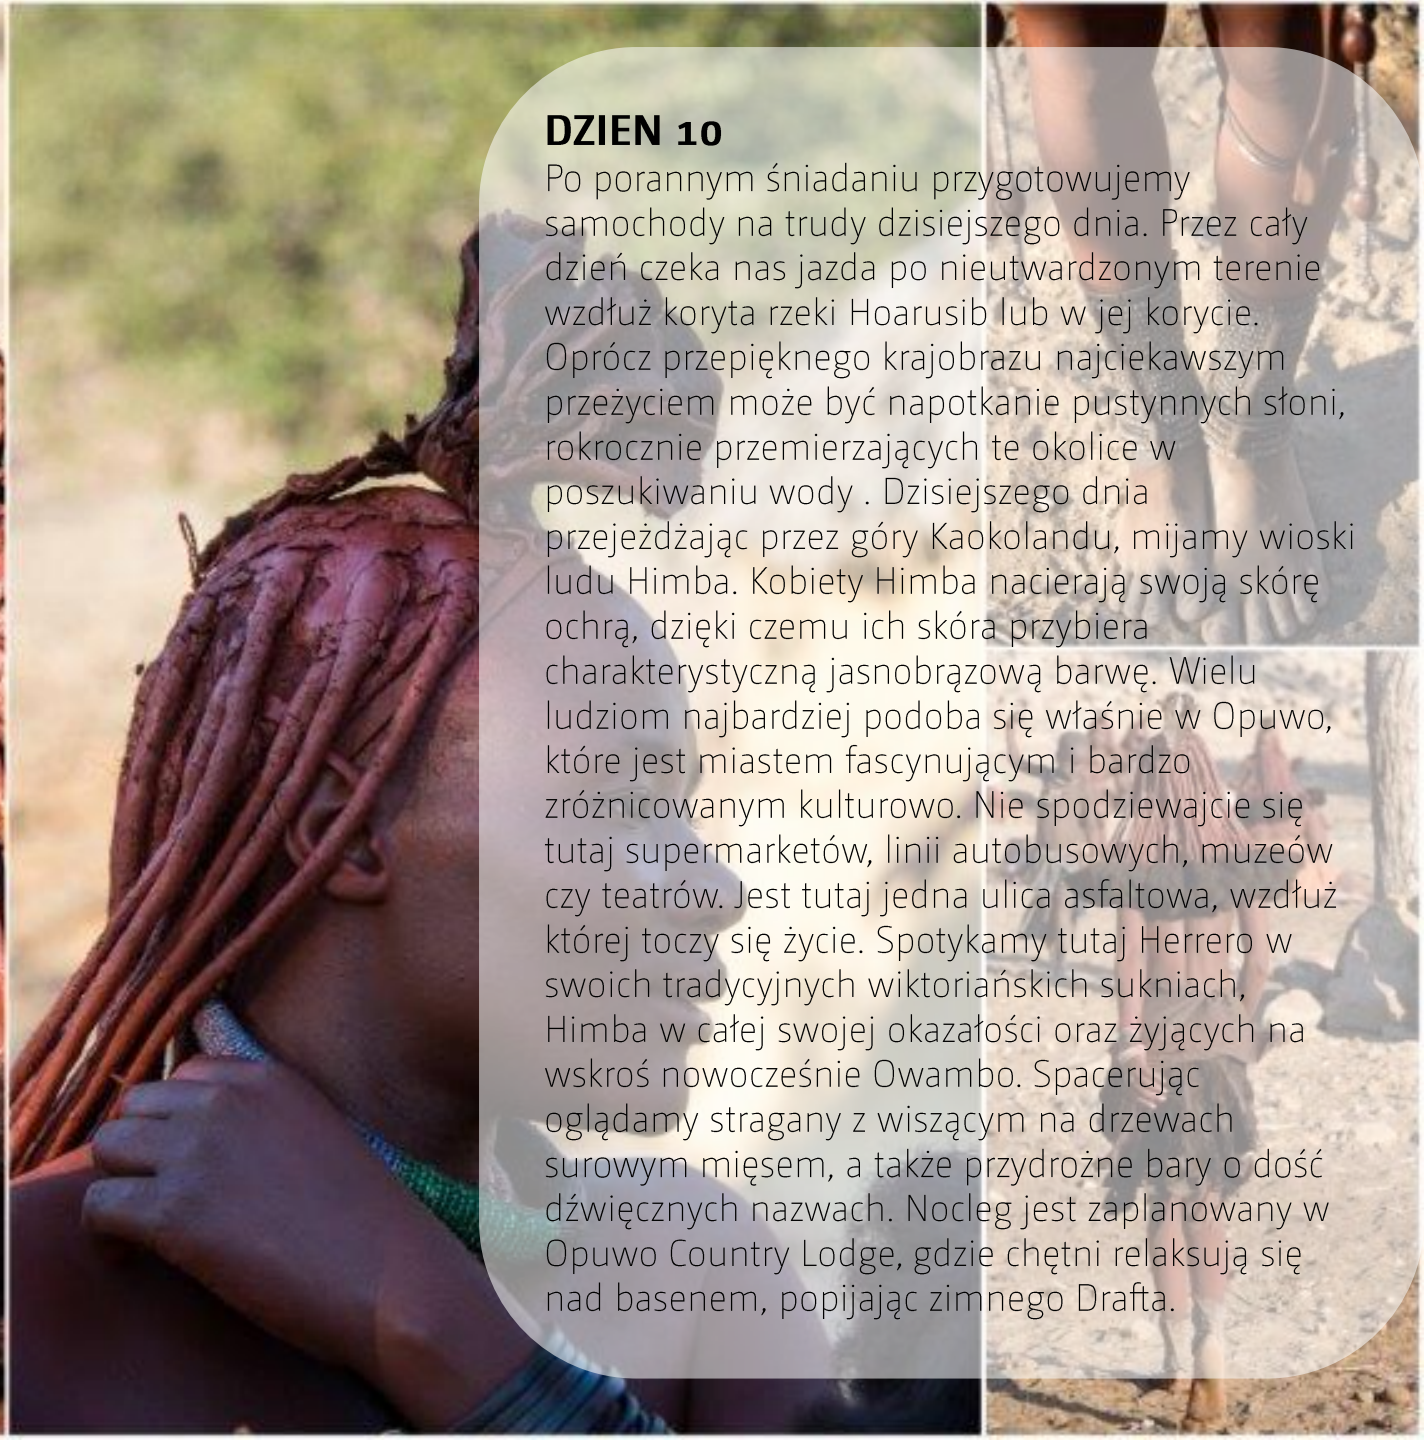 DZIEN 10
Po porannym śniadaniu przygotowujemy
samochody na trudy dzisiejszego dnia. Przez cały
dzień czeka nas jazda po nieutwardzonym terenie
wzdłuż koryta rzeki Hoarusib lub w jej korycie.
Oprócz przepięknego krajobrazu najciekawszym
przeżyciem może być napotkanie pustynnych słoni,
rokrocznie przemierzających te okolice w
poszukiwaniu wody . Dzisiejszego dnia
przejeżdżając przez góry Kaokolandu, mijamy wioski
ludu Himba. Kobiety Himba nacierają swoją skórę
ochrą, dzięki czemu ich skóra przybiera
charakterystyczną jasnobrązową barwę. Wielu
ludziom najbardziej podoba się właśnie w Opuwo,
które jest miastem fascynującym i bardzo
zróżnicowanym kulturowo. Nie spodziewajcie się
tutaj supermarketów, linii autobusowych, muzeów
czy teatrów. Jest tutaj jedna ulica asfaltowa, wzdłuż
której toczy się życie. Spotykamy tutaj Herrero w
swoich tradycyjnych wiktoriańskich sukniach,
Himba w całej swojej okazałości oraz żyjących na
wskroś nowocześnie Owambo. Spacerując
oglądamy stragany z wiszącym na drzewach
surowym mięsem, a także przydrożne bary o dość
dźwięcznych nazwach. Nocleg jest zaplanowany w
Opuwo Country Lodge, gdzie chętni relaksują się
nad basenem, popijając zimnego Drafta.